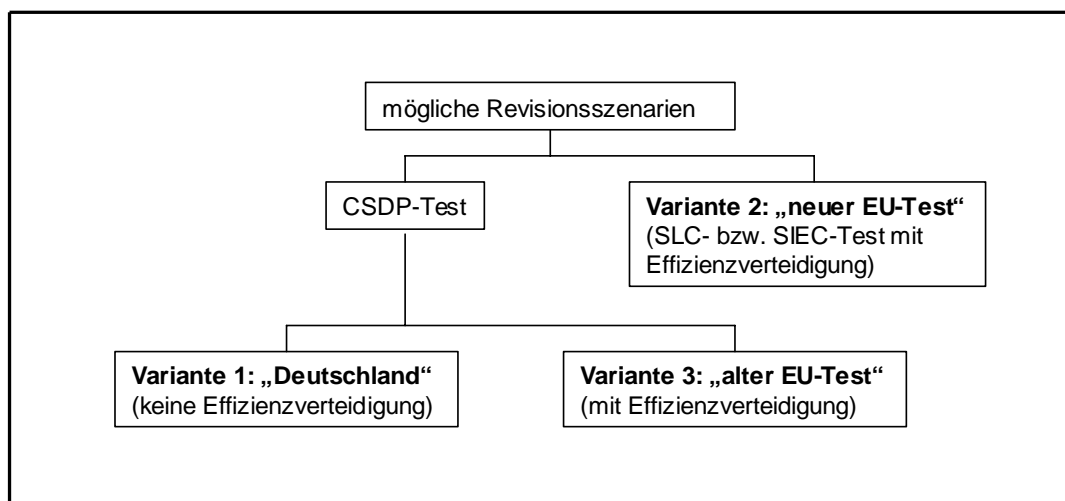 mögliche Revisionsszenarien
CSDP-Test
Variante 2: „neuer EU-Test“
(SLC- bzw. SIEC-Test mit
Effizienzverteidigung)
Variante 1: „Deutschland“
(keine Effizienzverteidigung)
Variante 3: „alter EU-Test“
(mit Effizienzverteidigung)